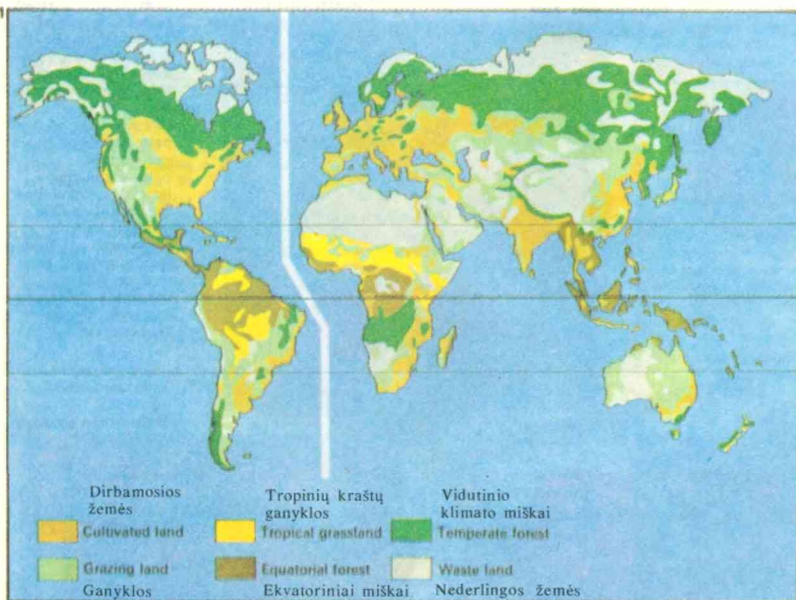 Dirbamosios
žemės
Tropinių kraštų
ganyklos
Vidutinio
klimato miškai
Cultivated land
Tropical grassland
Temperate forest
Grazing land
Equatorial forest
Waste land
Ganyklos
Ekvatoriniai miškai
Nederlingos žemės